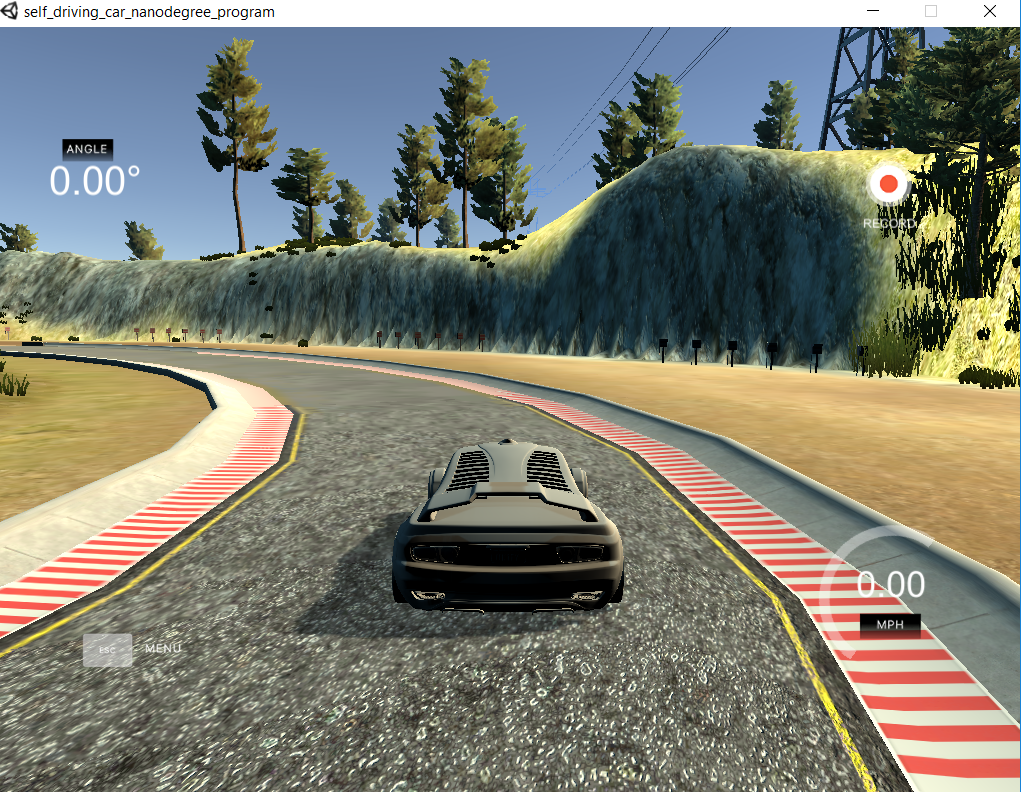 self_driving_car_nanodegree_program
ANGLE
0.00°
RECORD
0.00
MPH
ESC
MENU